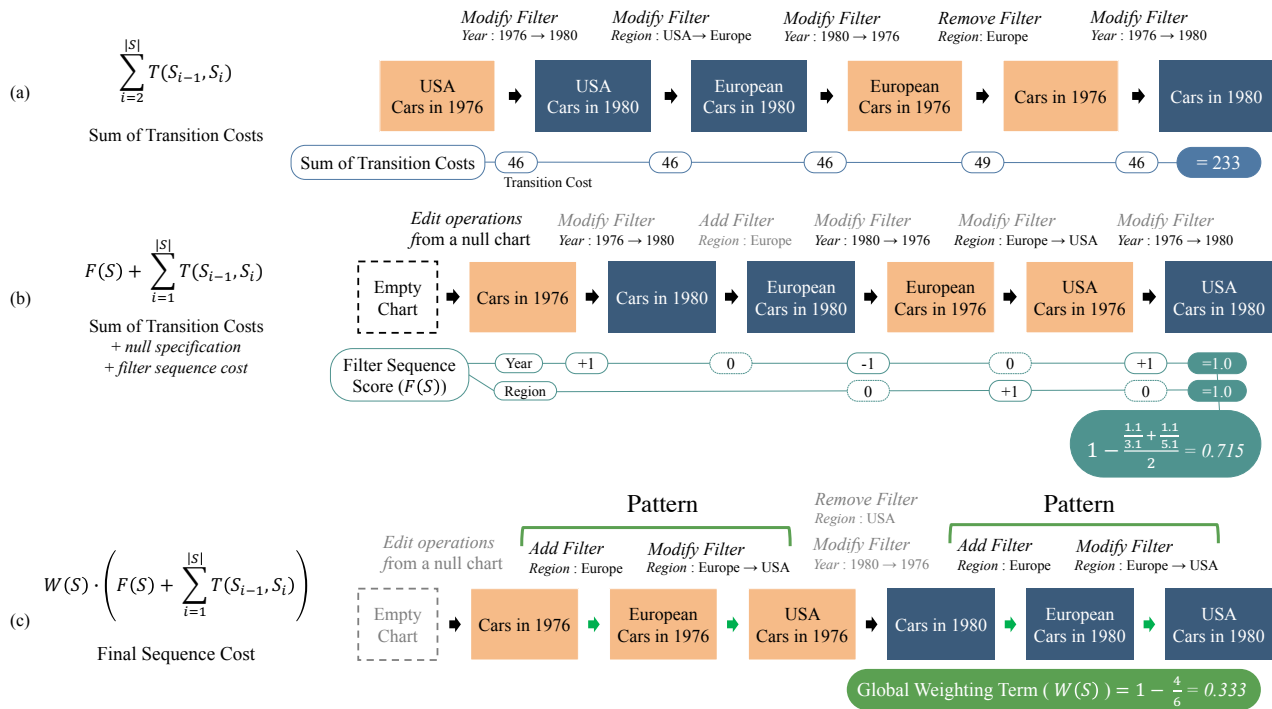 (a)
|S|
∑ T(S_{i-1}, S_i)
i=2
Sum of Transition Costs
Modify Filter
Year : 1976 → 1980
Modify Filter
Region : USA → Europe
Modify Filter
Year : 1980 → 1976
Remove Filter
Region: Europe
Modify Filter
Year : 1976 → 1980
USA
Cars in 1976
USA
Cars in 1980
European
Cars in 1980
European
Cars in 1976
Cars in 1976
Cars in 1980
Sum of Transition Costs
46
46
46
49
46
= 233
Transition Cost
(b)
|S|
F(S) + ∑ T(S_{i-1}, S_i)
i=1
Sum of Transition Costs
+ null specification
+ filter sequence cost
Edit operations
from a null chart
Modify Filter
Year : 1976 → 1980
Add Filter
Region : Europe
Modify Filter
Year : 1980 → 1976
Modify Filter
Region : Europe → USA
Modify Filter
Year : 1976 → 1980
Empty
Chart
Cars in 1976
Cars in 1980
European
Cars in 1980
European
Cars in 1976
USA
Cars in 1976
USA
Cars in 1980
Filter Sequence
Score (F(S))
Year
+1
0
-1
0
+1
=1.0
Region
0
+1
0
=1.0
1 − (1.1/3.1 + 1.1/5.1)/2 = 0.715
(c)
|S|
W(S) · (F(S) + ∑ T(S_{i-1}, S_i))
i=1
Final Sequence Cost
Edit operations
from a null chart
Pattern
Add Filter
Region : Europe
Modify Filter
Region : Europe → USA
Remove Filter
Region : USA
Modify Filter
Year : 1980 → 1976
Pattern
Add Filter
Region : Europe
Modify Filter
Region : Europe → USA
Empty
Chart
Cars in 1976
European
Cars in 1976
USA
Cars in 1976
Cars in 1980
European
Cars in 1980
USA
Cars in 1980
Global Weighting Term ( W(S) ) = 1 − 4/6 = 0.333